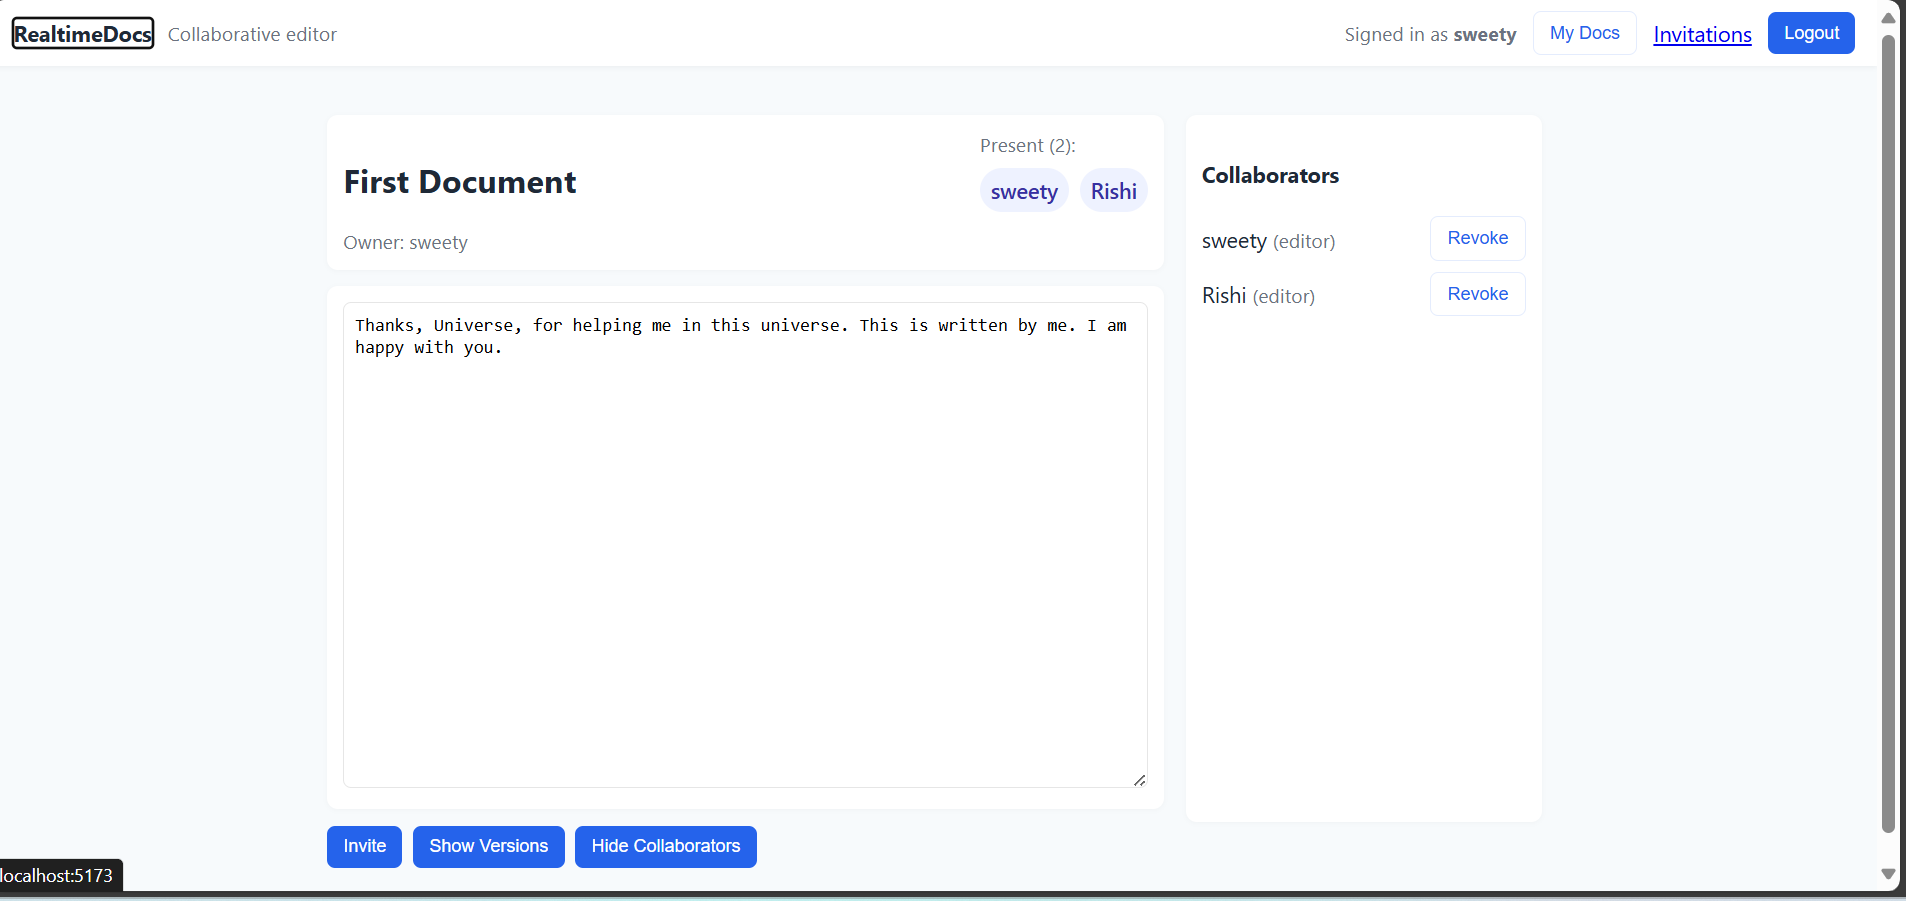 RealtimeDocs Collaborative editor
Signed in as sweety My Docs Invitations Logout
First Document
Present (2):
sweety Rishi
Owner: sweety
Thanks, Universe, for helping me in this universe. This is written by me. I am
happy with you.
Invite Show Versions Hide Collaborators
Collaborators
sweety (editor) Revoke
Rishi (editor) Revoke
localhost:5173